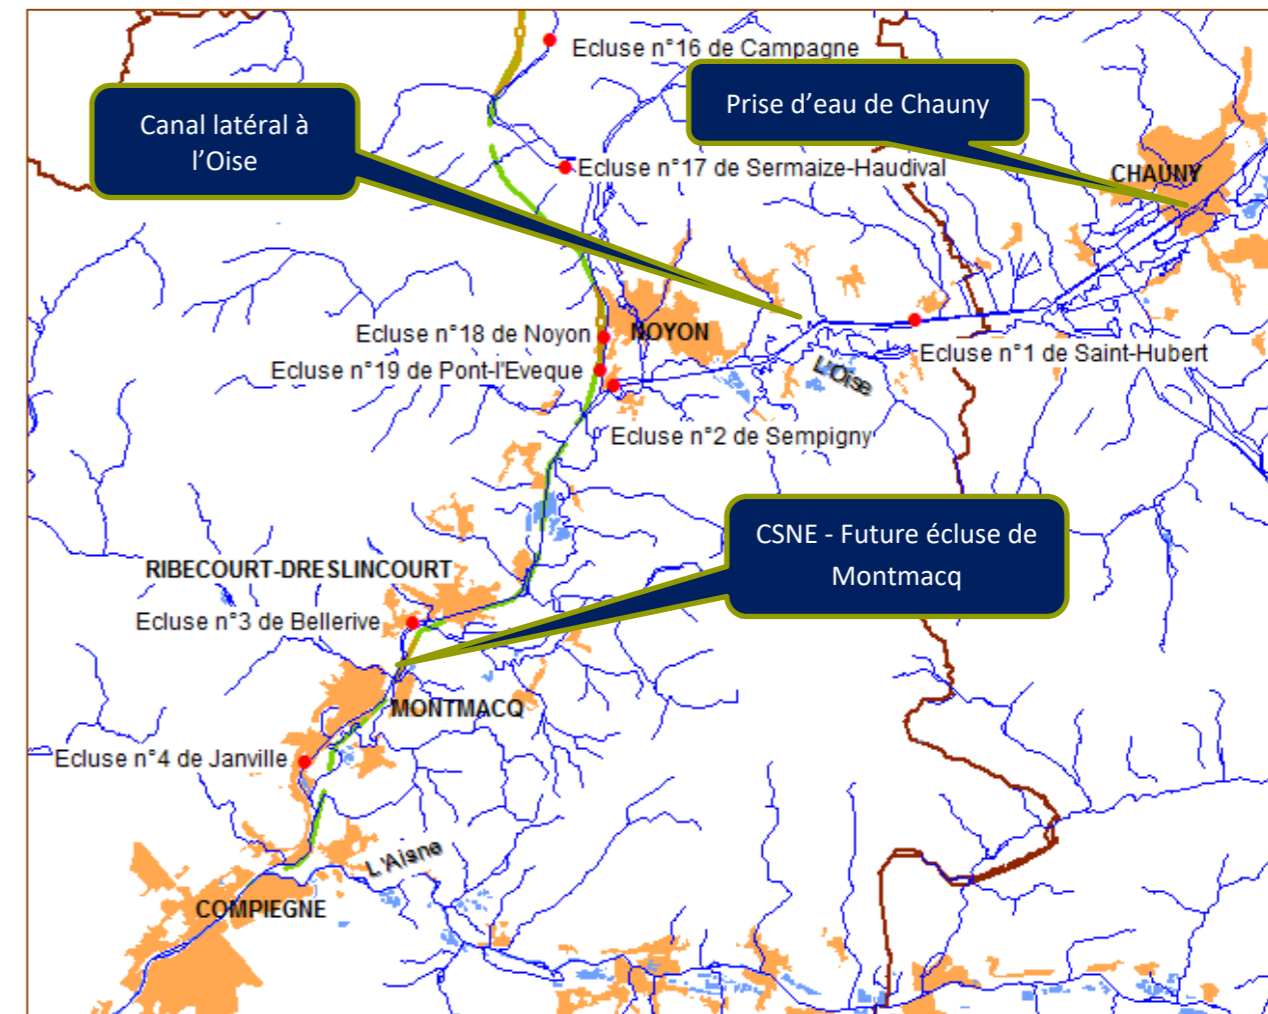 Ecluse n°16 de Campagne
Prise d’eau de Chauny
Canal latéral à
l’Oise
Ecluse n°17 de Sermaize-Haudival
CHAUNY
Ecluse n°18 de Noyon
NOYON
Ecluse n°1 de Saint-Hubert
Ecluse n°19 de Pont-l'Eveque
L'Oise
Ecluse n°2 de Sempigny
CSNE - Future écluse de
Montmacq
RIBECOURT-DRESLINCOURT
Ecluse n°3 de Bellerive
MONTMACQ
Ecluse n°4 de Janville
L'Aisne
COMPIEGNE